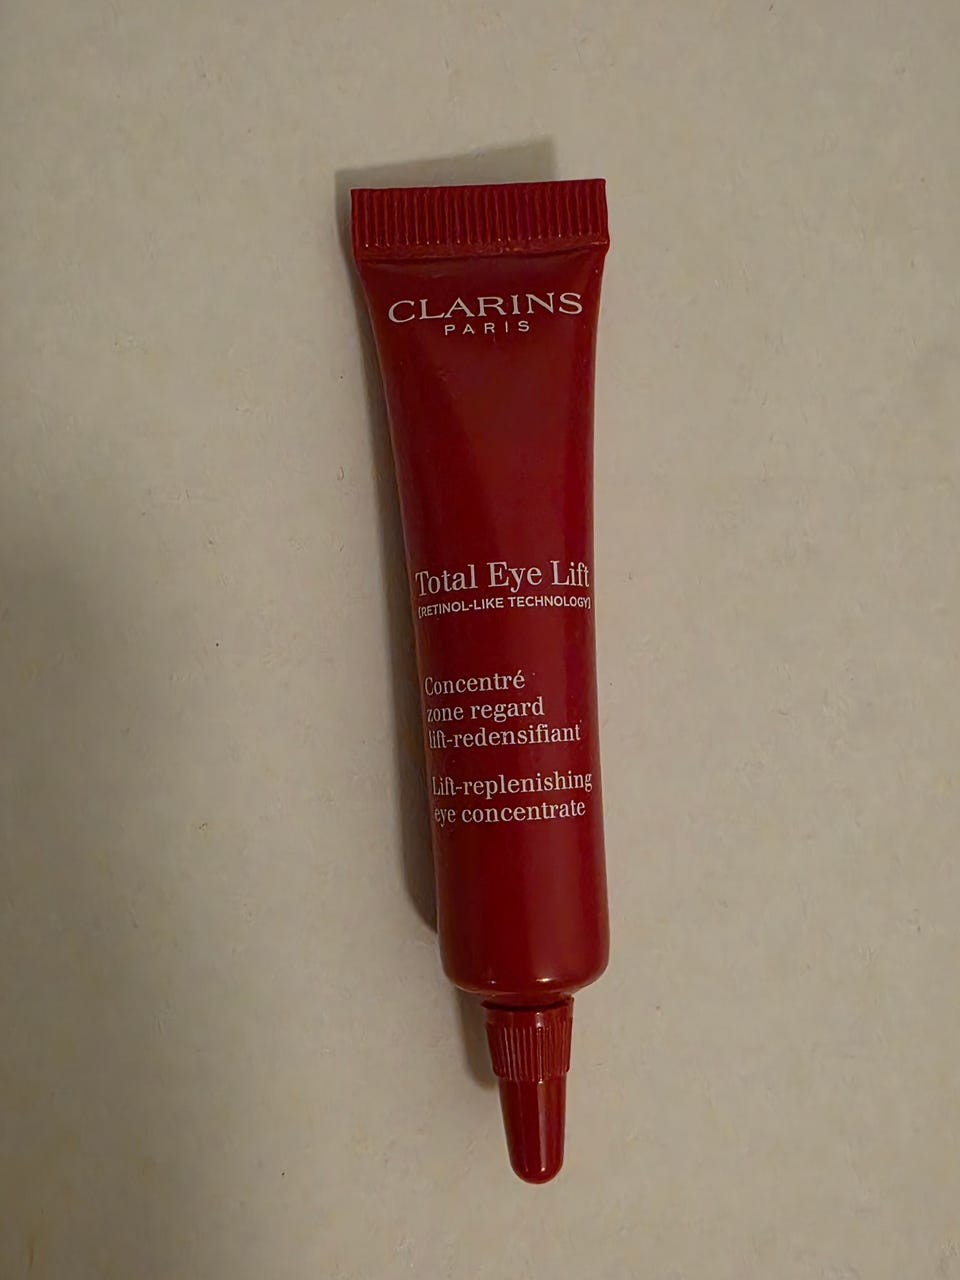 CLARINS
PARIS
Total Eye Lift
[RETINOL-LIKE TECHNOLOGY]
Concentré
zone regard
lift-redensifiant
Lift-replenishing
eye concentrate